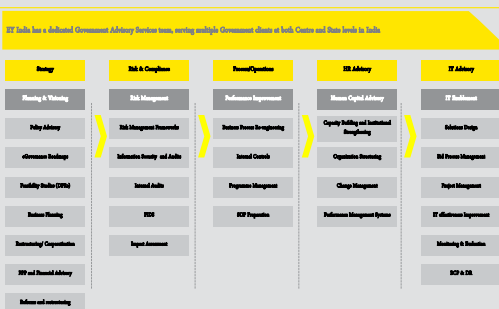 EY India has a dedicated Government Advisory Services team, serving multiple Government clients at both Centre and State levels in India
Strategy
Risk & Compliance
Process/Operations
HR Advisory
IT Advisory
Planning & Visioning
Risk Management
Performance Improvement
Human Capital Advisory
IT Enablement
Policy Advisory
Risk Management Frameworks
Business Process Re-engineering
Capacity Building and Institutional
Strengthening
Solutions Design
eGovernment Roadmaps
Information Security and Audits
Internal Controls
Organization Structuring
Bid Process Management
Feasibility Studies (DPRs)
Internal Audits
Programme Management
Change Management
Project Management
Business Planning
FIDS
SOP Preparation
Performance Management Systems
IT effectiveness Improvement
Restructuring/ Corporatization
Impact Assessment
Monitoring & Evaluation
PPP and Financial Advisory
BCP & DR
Reforms and restructuring